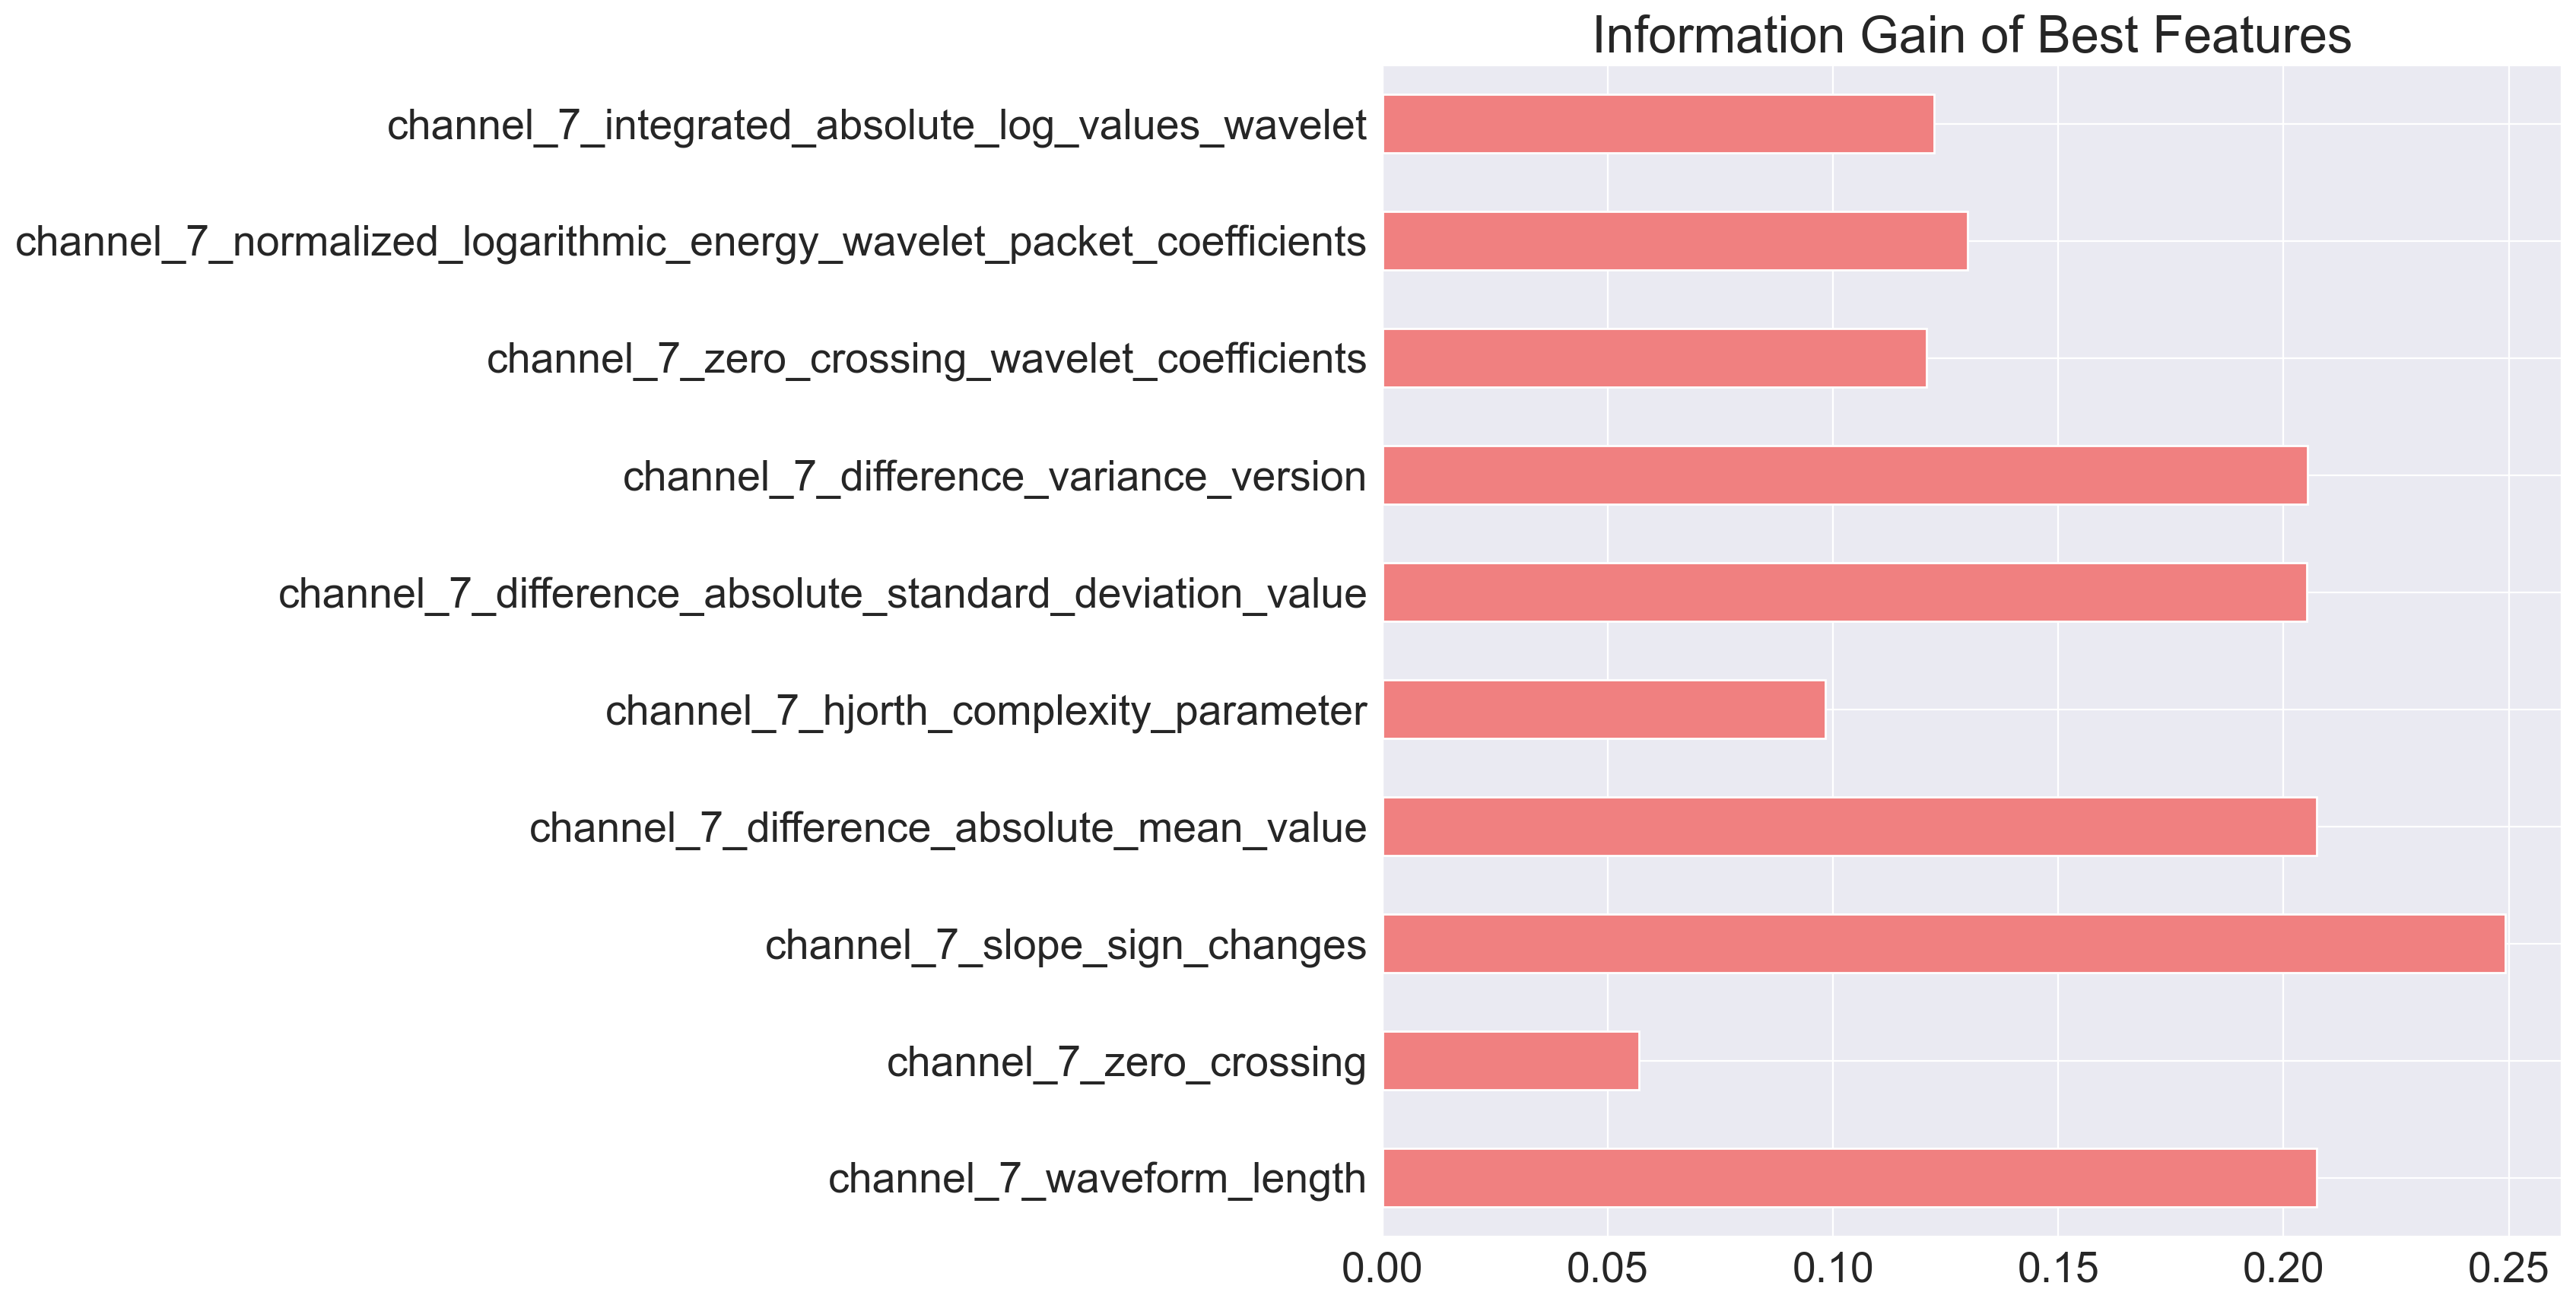 Information Gain of Best Features
channel_7_integrated_absolute_log_values_wavelet
channel_7_normalized_logarithmic_energy_wavelet_packet_coefficients
channel_7_zero_crossing_wavelet_coefficients
channel_7_difference_variance_version
channel_7_difference_absolute_standard_deviation_value
channel_7_hjorth_complexity_parameter
channel_7_difference_absolute_mean_value
channel_7_slope_sign_changes
channel_7_zero_crossing
channel_7_waveform_length
0.00 0.05 0.10 0.15 0.20 0.25